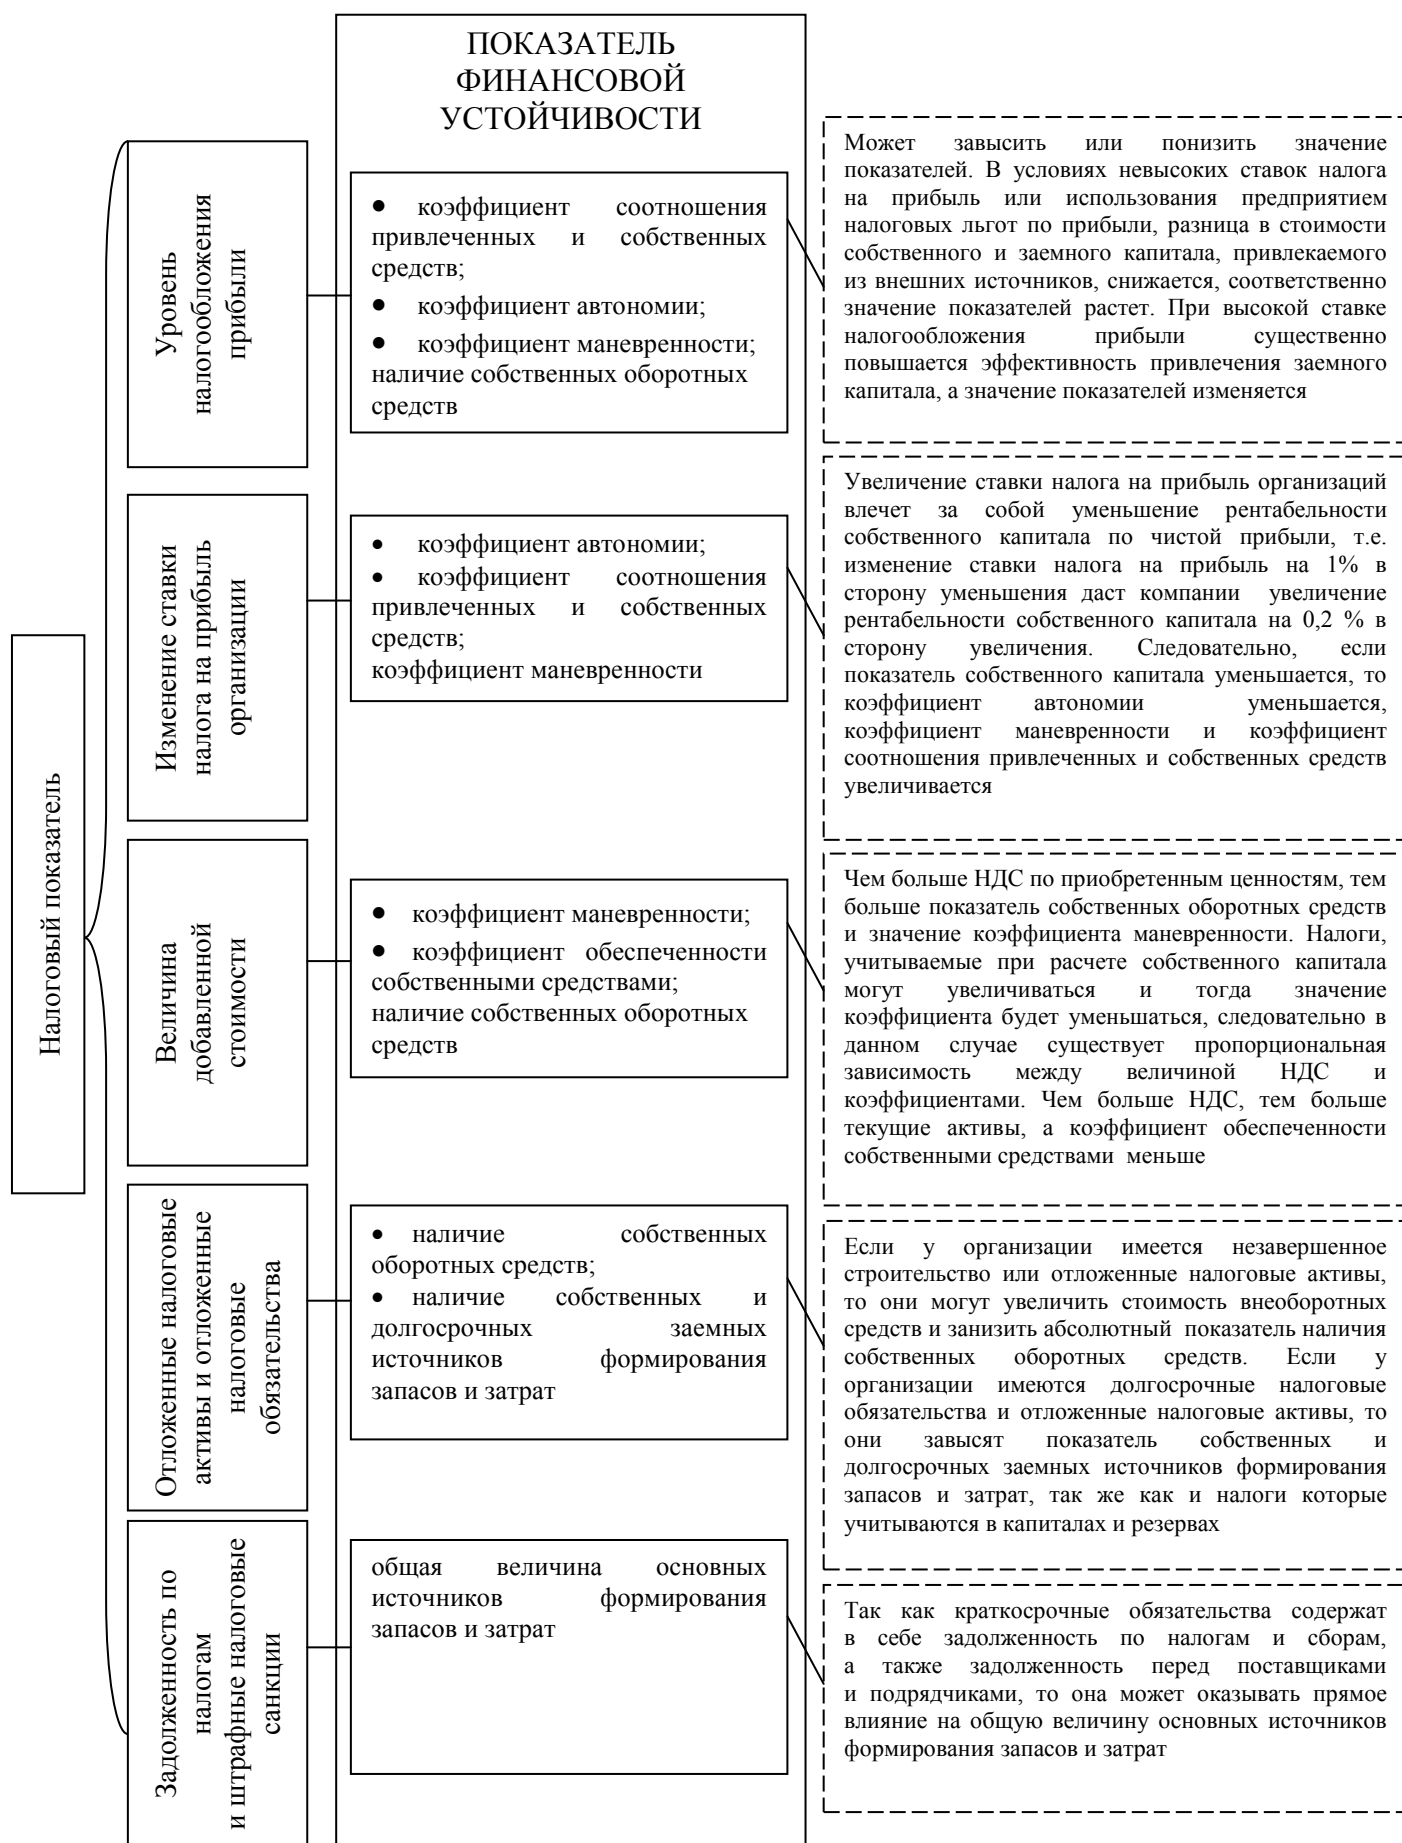 Налоговый показатель
ПОКАЗАТЕЛЬ
ФИНАНСОВОЙ
УСТОЙЧИВОСТИ
Уровень
налогообложения
прибыли
• коэффициент соотношения
привлеченных и собственных
средств;
• коэффициент автономии;
• коэффициент маневренности;
наличие собственных оборотных
средств
Может завысить или понизить значение
показателей. В условиях невысоких ставок налога
на прибыль или использования предприятием
налоговых льгот по прибыли, разница в стоимости
собственного и заемного капитала, привлекаемого
из внешних источников, снижается, соответственно
значение показателей растет. При высокой ставке
налогообложения прибыли существенно
повышается эффективность привлечения заемного
капитала, а значение показателей изменяется
Изменение ставки
налога на прибыль
организации
• коэффициент автономии;
• коэффициент соотношения
привлеченных и собственных
средств;
коэффициент маневренности
Увеличение ставки налога на прибыль организаций
влечет за собой уменьшение рентабельности
собственного капитала по чистой прибыли, т.е.
изменение ставки налога на прибыль на 1% в
сторону уменьшения даст компании увеличение
рентабельности собственного капитала на 0,2 % в
сторону увеличения. Следовательно, если
показатель собственного капитала уменьшается, то
коэффициент автономии уменьшается,
коэффициент маневренности и коэффициент
соотношения привлеченных и собственных средств
увеличивается
Величина
добавленной
стоимости
• коэффициент маневренности;
• коэффициент обеспеченности
собственными средствами;
наличие собственных оборотных
средств
Чем больше НДС по приобретенным ценностям, тем
больше показатель собственных оборотных средств
и значение коэффициента маневренности. Налоги,
учитываемые при расчете собственного капитала
могут увеличиваться и тогда значение
коэффициента будет уменьшаться, следовательно в
данном случае существует пропорциональная
зависимость между величиной НДС и
коэффициентами. Чем больше НДС, тем больше
текущие активы, а коэффициент обеспеченности
собственными средствами меньше
Отложенные налоговые
активы и отложенные
налоговые
обязательства
• наличие собственных
оборотных средств;
• наличие собственных и
долгосрочных заемных
источников формирования
запасов и затрат
Если у организации имеется незавершенное
строительство или отложенные налоговые активы,
то они могут увеличить стоимость внеоборотных
средств и занизить абсолютный показатель наличия
собственных оборотных средств. Если у
организации имеются долгосрочные налоговые
обязательства и отложенные налоговые активы, то
они завысят показатель собственных и
долгосрочных заемных источников формирования
запасов и затрат, так же как и налоги которые
учитываются в капиталах и резервах
Задолженность по
налогам
и штрафные налоговые
санкции
общая величина основных
источников формирования
запасов и затрат
Так как краткосрочные обязательства содержат
в себе задолженность по налогам и сборам,
а также задолженность перед поставщиками
и подрядчиками, то она может оказывать прямое
влияние на общую величину основных источников
формирования запасов и затрат